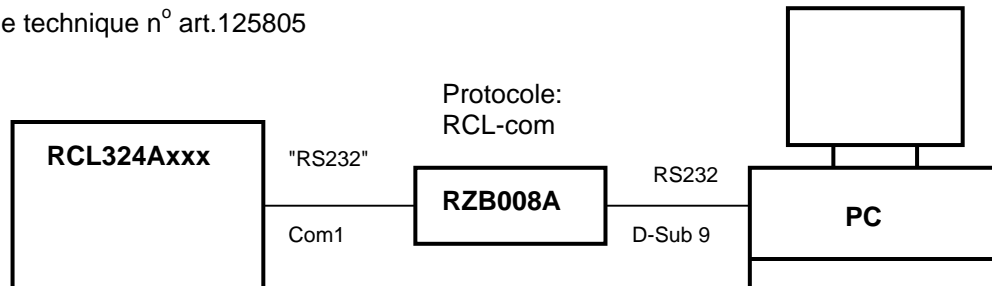 e technique n° art.125805
Protocole:
RCL-com
RCL324Axxx
"RS232"
Com1
RZB008A
RS232
D-Sub 9
PC